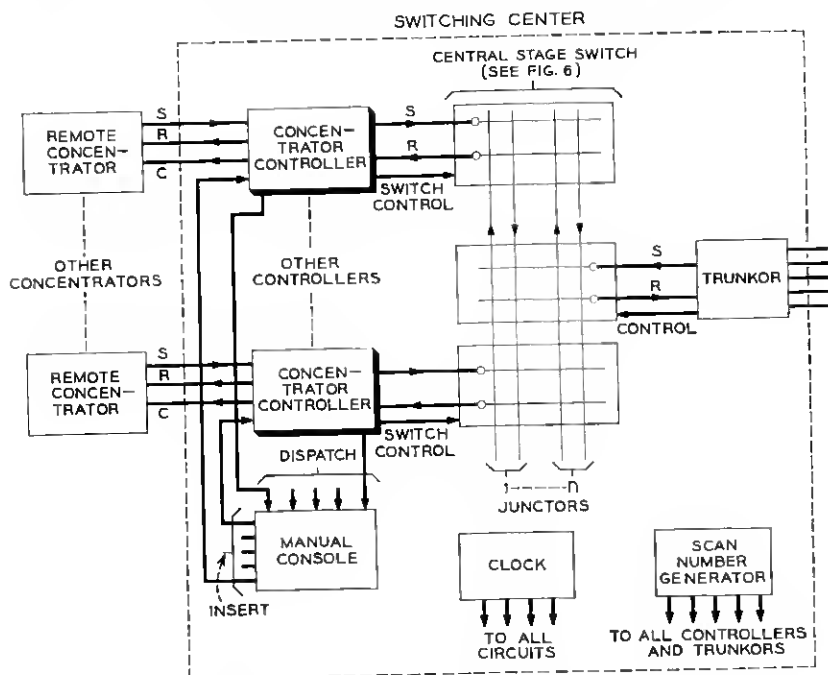 SWITCHING CENTER
CENTRAL STAGE SWITCH
(SEE FIG. 6)
S
R
C
REMOTE
CONCEN-
TRATOR
CONCEN-
TRATOR
CONTROLLER
S
R
SWITCH
CONTROL
OTHER
CONCENTRATORS
OTHER
CONTROLLERS
S
R
CONTROL
TRUNKOR
S
R
C
REMOTE
CONCEN-
TRATOR
CONCEN-
TRATOR
CONTROLLER
SWITCH
CONTROL
DISPATCH
1 n
JUNCTORS
MANUAL
CONSOLE
INSERT
CLOCK
TO ALL
CIRCUITS
SCAN
NUMBER
GENERATOR
TO ALL CONTROLLERS
AND TRUNKORS